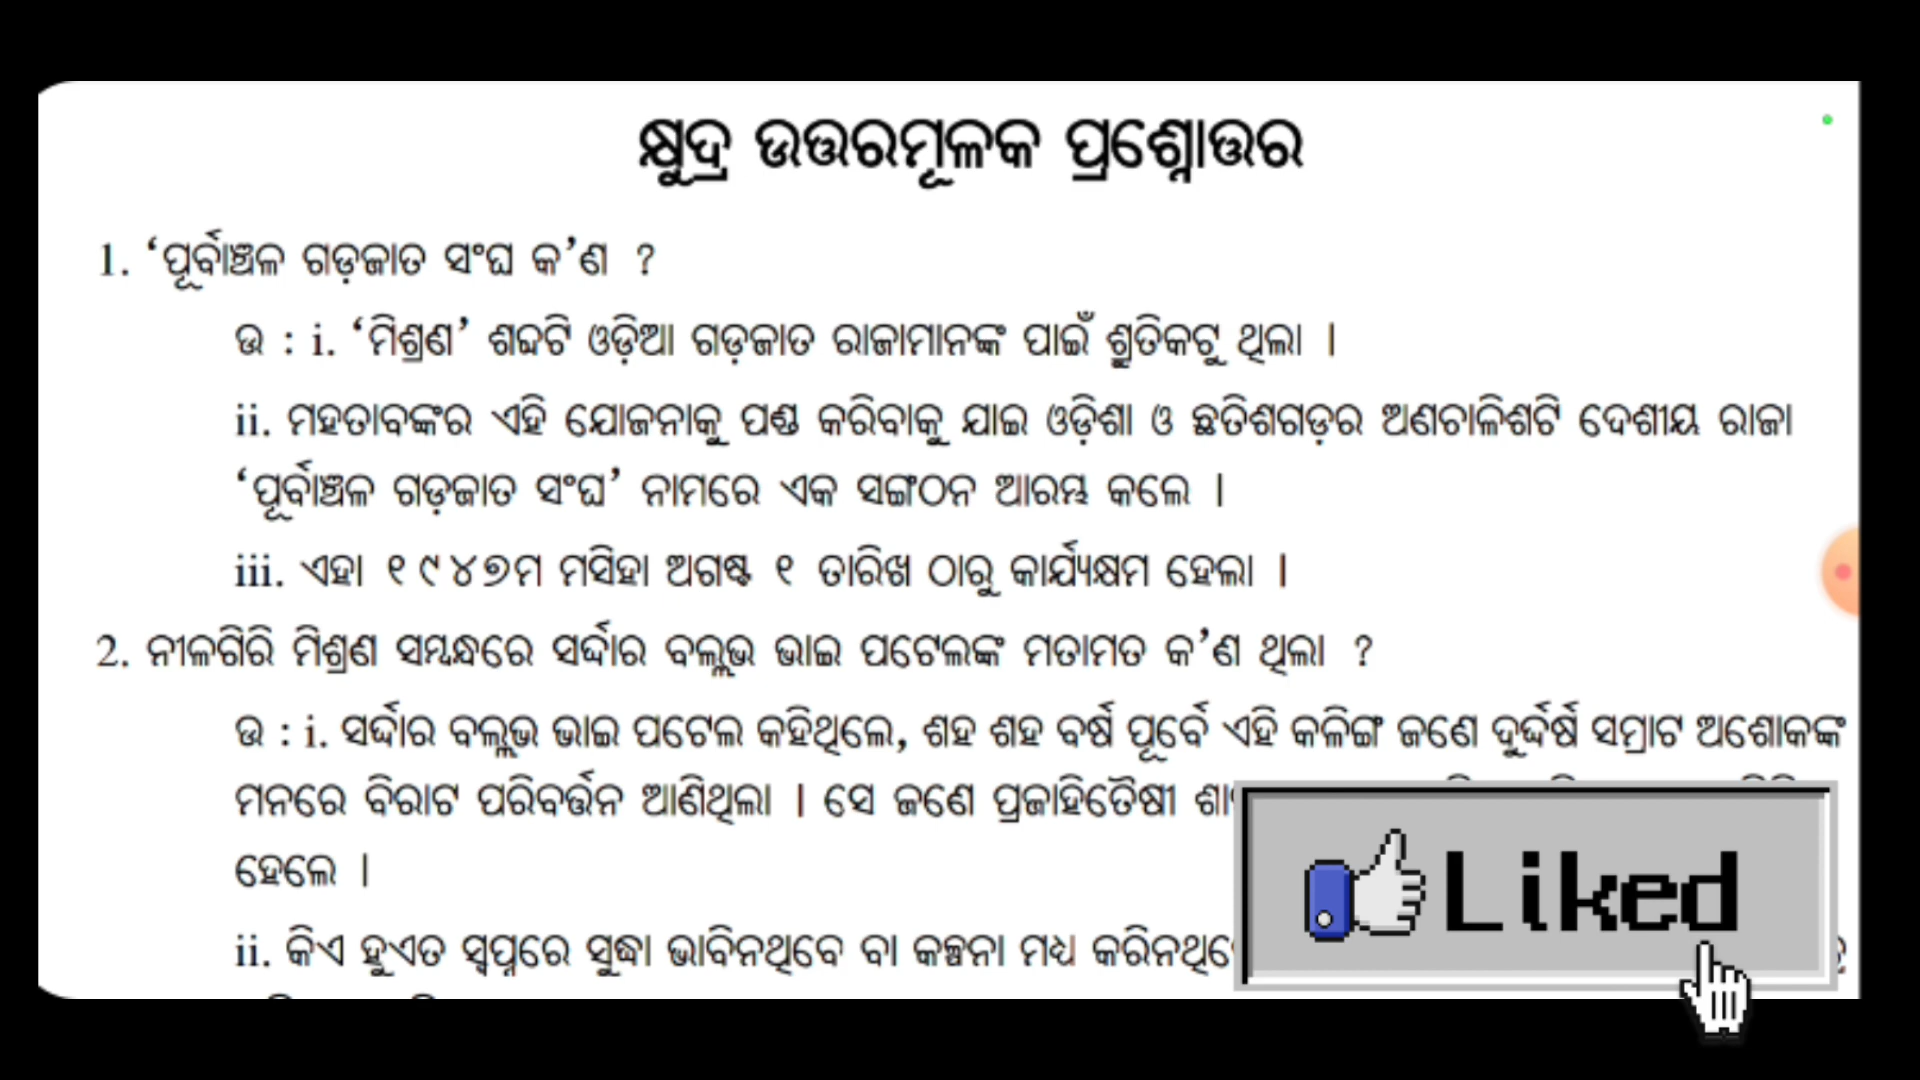 କ୍ଷୁଦ୍ର ଉତ୍ତରମୂଳକ ପ୍ରଶ୍ନୋତ୍ତର
1. ‘ପୂର୍ବାଞ୍ଚଳ ଗଡ଼ଜାତ ସଂଘ କ’ଣ ?
ଉ : i. ‘ମିଶ୍ରଣ’ ଶବ୍ଦଟି ଓଡ଼ିଆ ଗଡ଼ଜାତ ରାଜାମାନଙ୍କ ପାଇଁ ଶ୍ରୁତିକଟୁ ଥିଲା ।
ii. ମହତାବଙ୍କର ଏହି ଯୋଜନାକୁ ପଣ୍ଡ କରିବାକୁ ଯାଇ ଓଡ଼ିଶା ଓ ଛତିଶଗଡ଼ର ଅଣଚାଳିଶଟି ଦେଶୀୟ ରାଜା
‘ପୂର୍ବାଞ୍ଚଳ ଗଡ଼ଜାତ ସଂଘ’ ନାମରେ ଏକ ସଙ୍ଗଠନ ଆରମ୍ଭ କଲେ ।
iii. ଏହା ୧୯୪୭ମ ମସିହା ଅଗଷ୍ଟ ୧ ତାରିଖ ଠାରୁ କାର୍ଯ୍ୟକ୍ଷମ ହେଲା ।
2. ନୀଳଗିରି ମିଶ୍ରଣ ସମ୍ବନ୍ଧରେ ସର୍ଦ୍ଦାର ବଲ୍ଲଭ ଭାଇ ପଟେଲଙ୍କ ମତାମତ କ’ଣ ଥିଲା ?
ଉ : i. ସର୍ଦ୍ଦାର ବଲ୍ଲଭ ଭାଇ ପଟେଲ କହିଥିଲେ, ଶହ ଶହ ବର୍ଷ ପୂର୍ବେ ଏହି କଳିଙ୍ଗ ଜଣେ ଦୁର୍ଦ୍ଦର୍ଷ ସମ୍ରାଟ ଅଶୋକଙ୍କ
ମନରେ ବିରାଟ ପରିବର୍ତ୍ତନ ଆଣିଥିଲା । ସେ ଜଣେ ପ୍ରଜାହିତୈଷୀ
ହେଲେ ।
ii. କିଏ ହୁଏତ ସ୍ୱପ୍ନରେ ସୁଦ୍ଧା ଭାବିନଥିବେ ବା କଳ୍ପନା ମଧ୍ୟ
Liked